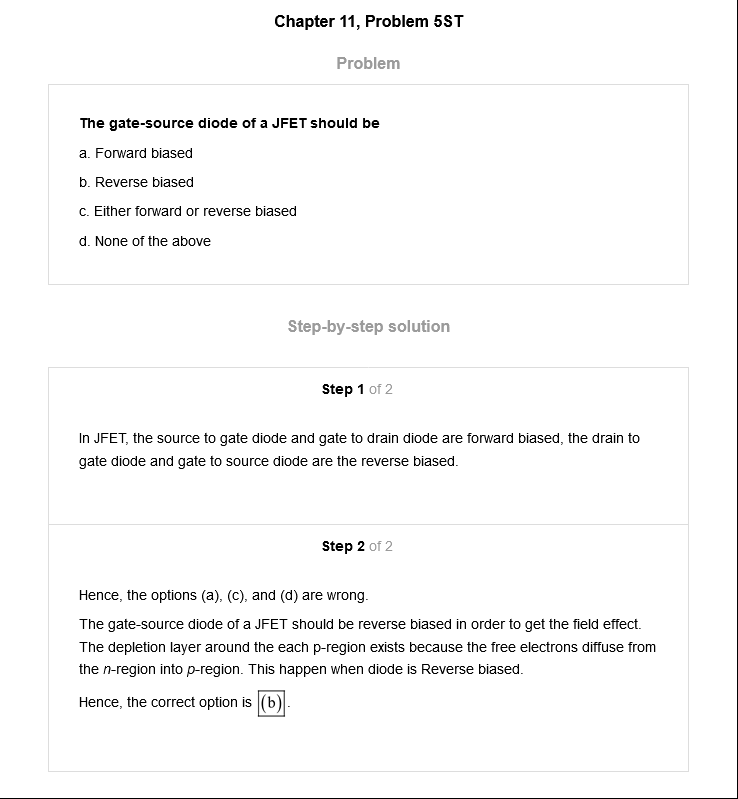 Chapter 11, Problem 5ST
Problem
The gate-source diode of a JFET should be
a. Forward biased
b. Reverse biased
c. Either forward or reverse biased
d. None of the above
Step-by-step solution
Step 1 of 2
In JFET, the source to gate diode and gate to drain diode are forward biased, the drain to
gate diode and gate to source diode are the reverse biased.
Step 2 of 2
Hence, the options (a), (c), and (d) are wrong.
The gate-source diode of a JFET should be reverse biased in order to get the field effect.
The depletion layer around the each p-region exists because the free electrons diffuse from
the n-region into p-region. This happen when diode is Reverse biased.
Hence, the correct option is (b).